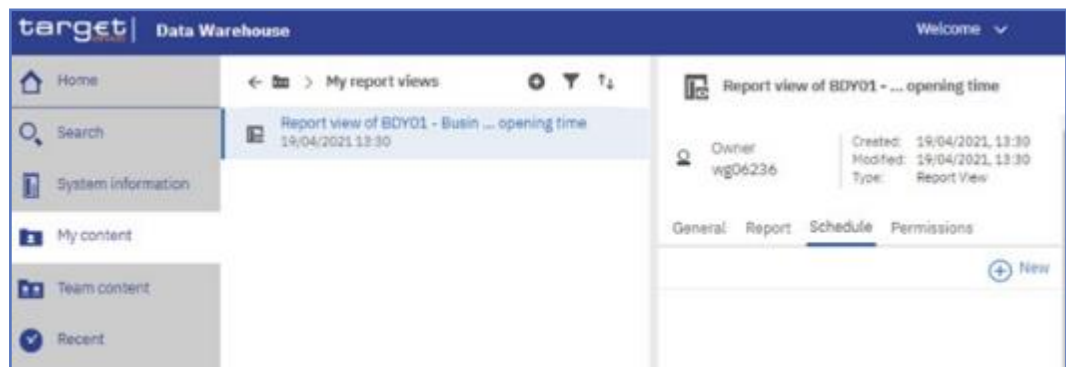 target | Data Warehouse
Welcome
Home
Search
System information
My content
Team content
Recent
My report views
Report view of BDY01 - Busin ... opening time
19/04/2021 13:30
Report view of BDY01 - ... opening time
Owner
wg06236
Created: 19/04/2021, 13:30
Modified: 19/04/2021, 13:30
Type: Report View
General Report Schedule Permissions
New